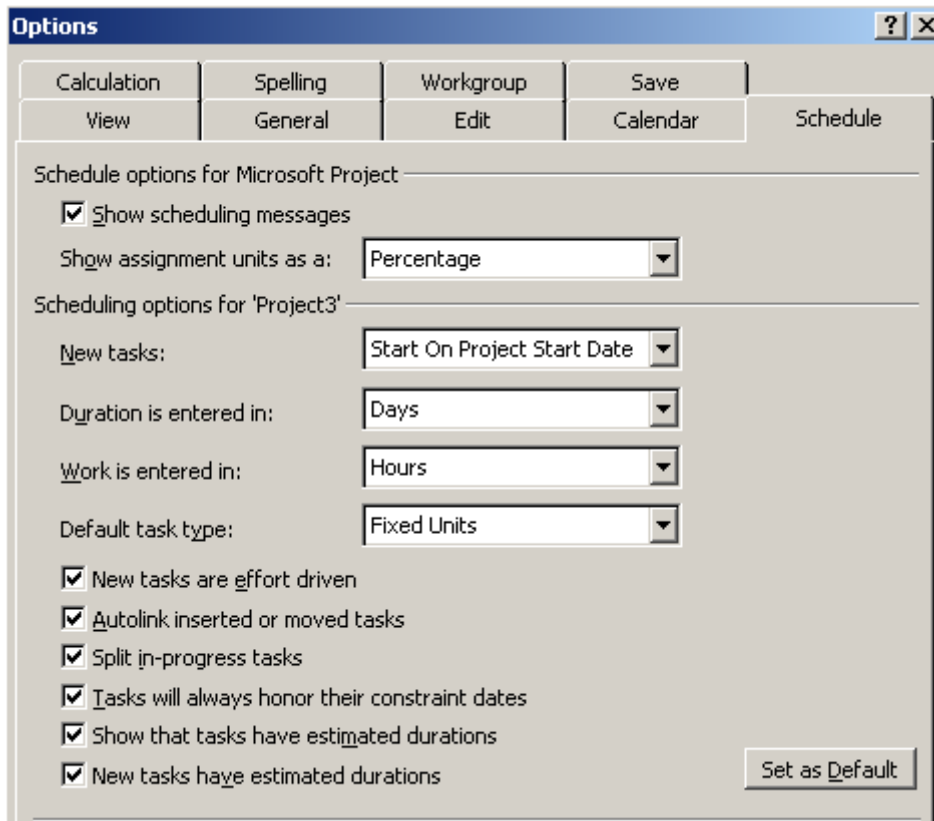 Options
Calculation Spelling Workgroup Save
View General Edit Calendar Schedule
Schedule options for Microsoft Project
Show scheduling messages
Show assignment units as a: Percentage
Scheduling options for 'Project3'
New tasks: Start On Project Start Date
Duration is entered in: Days
Work is entered in: Hours
Default task type: Fixed Units
New tasks are effort driven
Autolink inserted or moved tasks
Split in-progress tasks
Tasks will always honor their constraint dates
Show that tasks have estimated durations
New tasks have estimated durations Set as Default